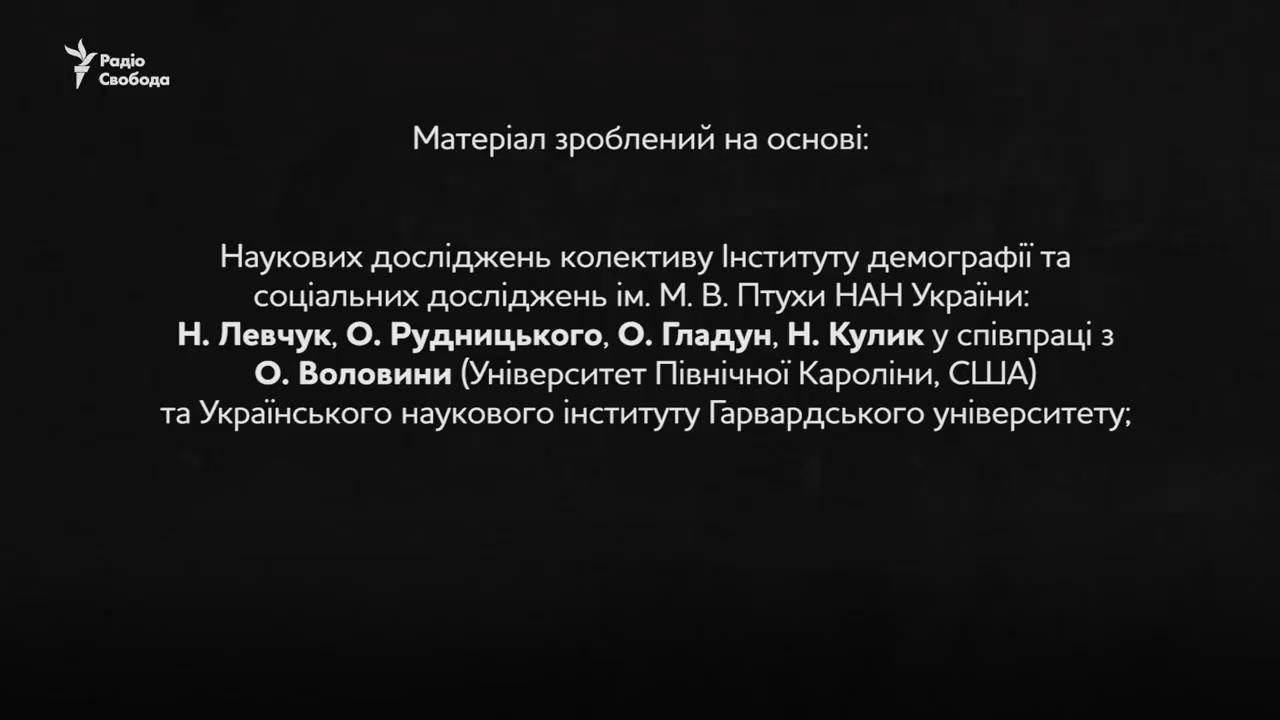 Радіо
Свобода
Матеріал зроблений на основі:
Наукових досліджень колективу Інституту демографії та
соціальних досліджень ім. М. В. Птухи НАН України:
Н. Левчук, О. Рудницького, О. Гладун, Н. Кулик у співпраці з
О. Воловини (Університет Північної Кароліни, США)
та Українського наукового інституту Гарвардського університету;